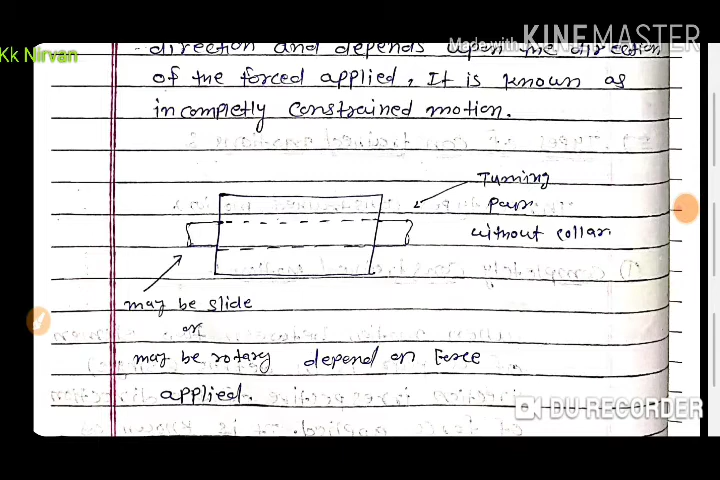 Made with KINEMASTER
Kk Nirvan
direction and depends upon the direction
of the forced applied, It is known as
incompletly constrained motion.
Turning
pair
without collar
may be slide
or
may be rotary depend on Force
applied.
DU RECORDER